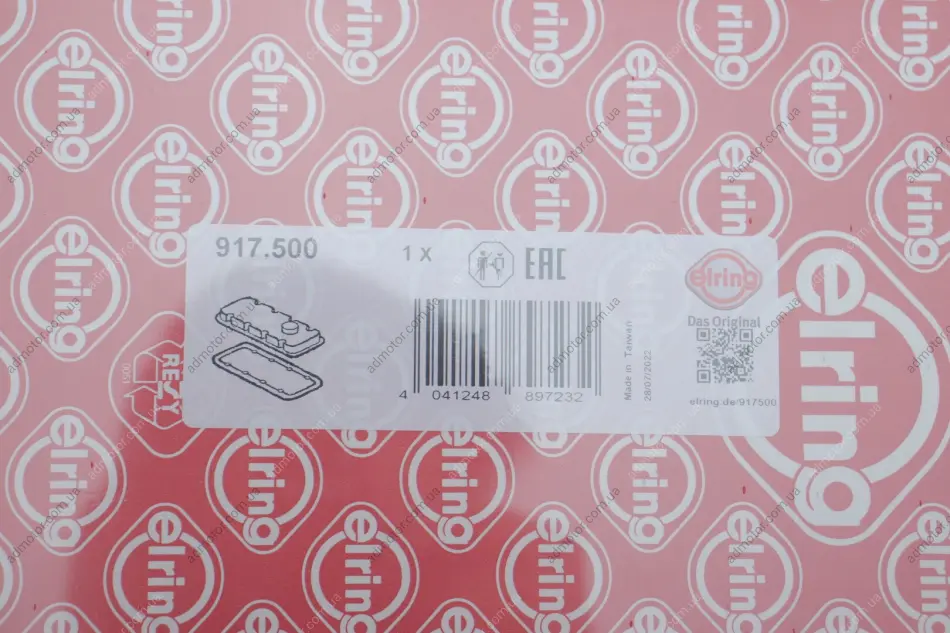 917.500
1 x
EAC
elring
Das Original
elring.de/917500
4 041248 897232
Made in Taiwan
28/07/2022
RESY
elring
admotor.com.ua